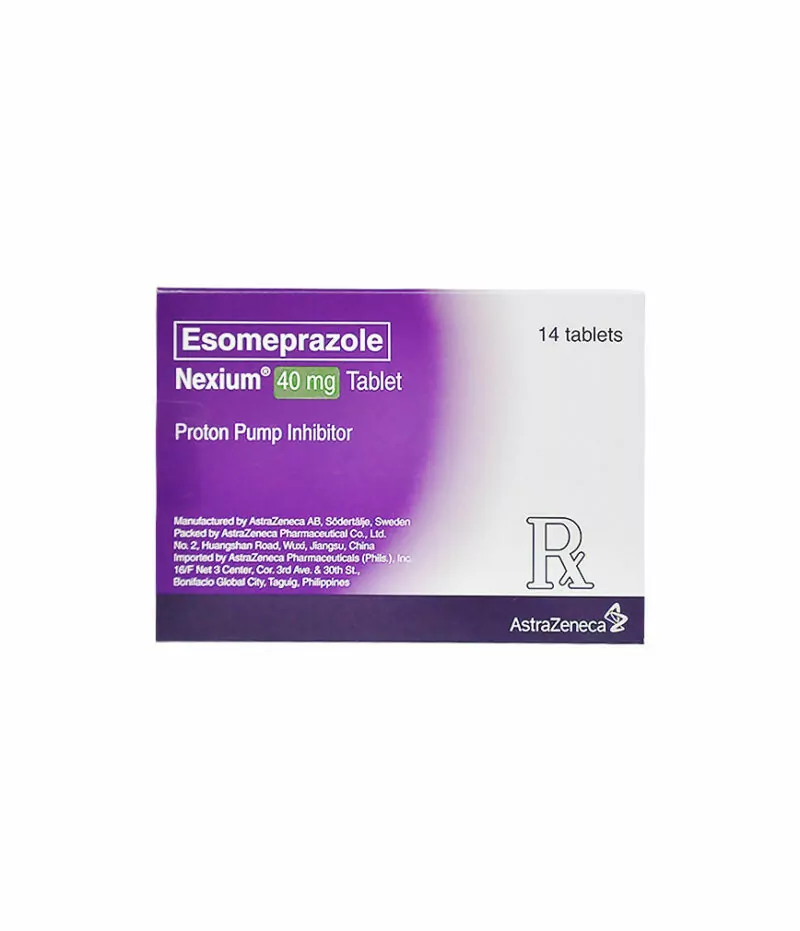 Esomeprazole
Nexium® 40 mg Tablet
Proton Pump Inhibitor
14 tablets
Manufactured by AstraZeneca AB, Södertälje, Sweden
Packed by AstraZeneca Pharmaceutical Co., Ltd.
No. 2, Huangshan Road, Wuxi, Jiangsu, China
Imported by AstraZeneca Pharmaceuticals (Phils.), Inc.
16/F Net 3 Center, Cor. 3rd Ave. & 30th St.,
Bonifacio Global City, Taguig, Philippines
Rx
AstraZeneca